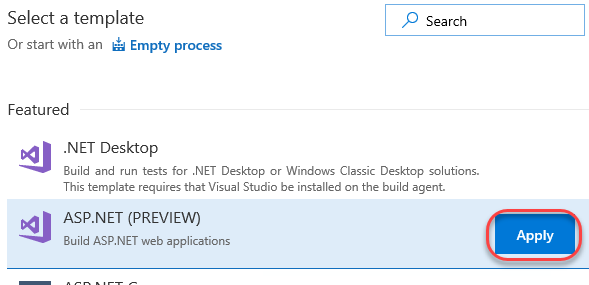 Select a template
Search
Or start with an Empty process
Featured
.NET Desktop
Build and run tests for .NET Desktop or Windows Classic Desktop solutions.
This template requires that Visual Studio be installed on the build agent.
ASP.NET (PREVIEW)
Build ASP.NET web applications
Apply
ASP.NET C